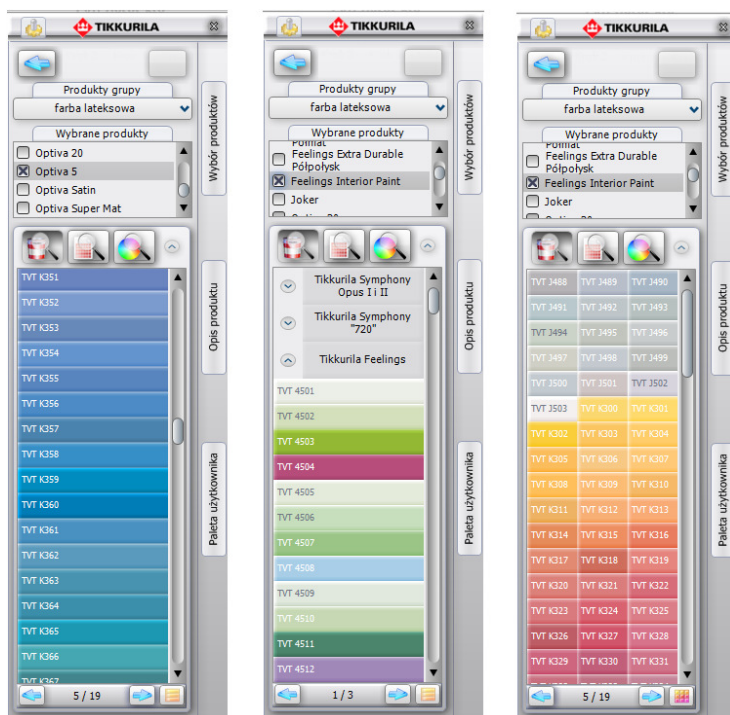 TIKKURILA
Produkty grupy
farba lateksowa
Wybrane produkty
Optiva 20
Optiva 5
Optiva Satin
Optiva Super Mat
TVT K351
TVT K352
TVT K353
TVT K354
TVT K355
TVT K356
TVT K357
TVT K358
TVT K359
TVT K360
TVT K361
TVT K362
TVT K363
TVT K364
TVT K365
TVT K366
TVT K367
5 / 19
Wybór produktów
Opis produktu
Paleta użytkownika
TIKKURILA
Produkty grupy
farba lateksowa
Wybrane produkty
Półmat
Feelings Extra Durable
Półpołysk
Feelings Interior Paint
Joker
Tikkurila Symphony
Opus I i II
Tikkurila Symphony
"720"
Tikkurila Feelings
TVT 4501
TVT 4502
TVT 4503
TVT 4504
TVT 4505
TVT 4506
TVT 4507
TVT 4508
TVT 4509
TVT 4510
TVT 4511
TVT 4512
1 / 3
Wybór produktów
Opis produktu
Paleta użytkownika
TIKKURILA
Produkty grupy
farba lateksowa
Wybrane produkty
Półmat
Feelings Extra Durable
Półpołysk
Feelings Interior Paint
Joker
TVT J488 TVT J489 TVT J490
TVT J491 TVT J492 TVT J493
TVT J494 TVT J495 TVT J496
TVT J497 TVT J498 TVT J499
TVT J500 TVT J501 TVT J502
TVT J503 TVT K300 TVT K301
TVT K302 TVT K303 TVT K304
TVT K305 TVT K306 TVT K307
TVT K308 TVT K309 TVT K310
TVT K311 TVT K312 TVT K313
TVT K314 TVT K315 TVT K316
TVT K317 TVT K318 TVT K319
TVT K320 TVT K321 TVT K322
TVT K323 TVT K324 TVT K325
TVT K326 TVT K327 TVT K328
TVT K329 TVT K330 TVT K331
5 / 19
Wybór produktów
Opis produktu
Paleta użytkownika